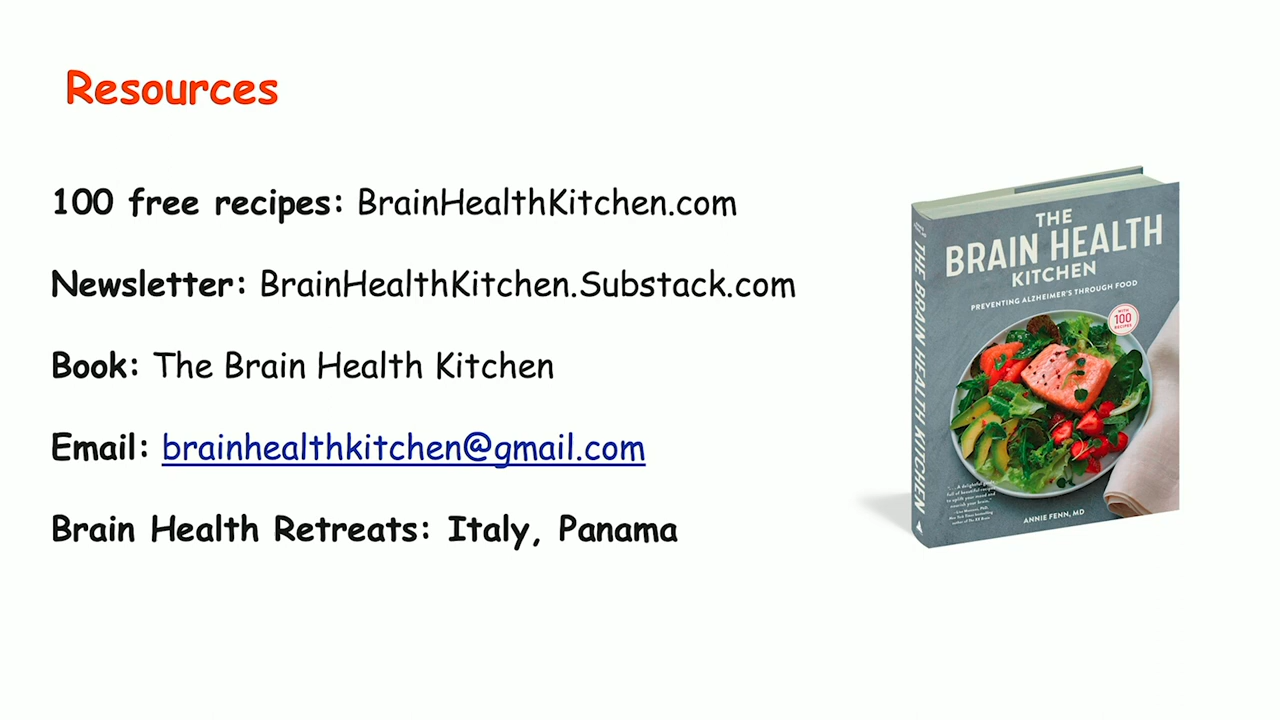 Resources
100 free recipes: BrainHealthKitchen.com
Newsletter: BrainHealthKitchen.Substack.com
Book: The Brain Health Kitchen
Email: brainhealthkitchen@gmail.com
Brain Health Retreats: Italy, Panama
THE
BRAIN HEALTH
KITCHEN
PREVENTING ALZHEIMER'S THROUGH FOOD
WITH
100
RECIPES
THE BRAIN HEALTH KITCHEN
ANNIE FENN, MD